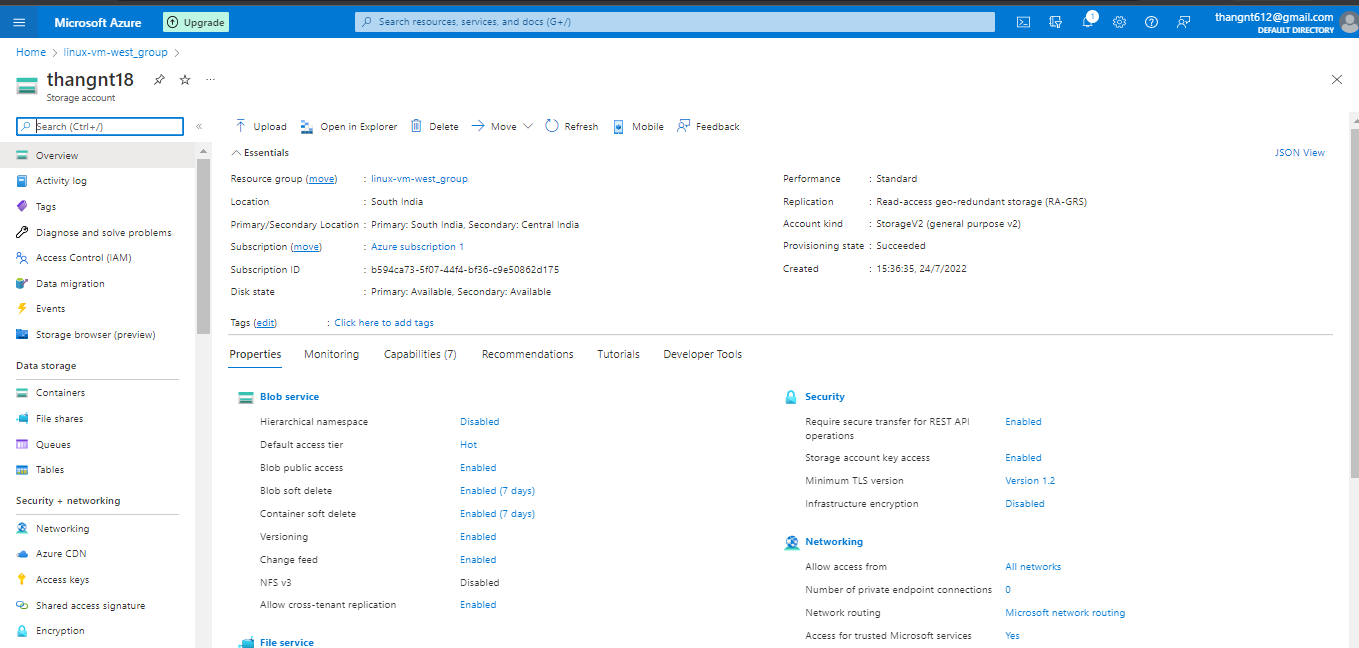 Microsoft Azure
Upgrade
Search resources, services, and docs (G+/)
1
thangnt612@gmail.com
DEFAULT DIRECTORY
Home > linux-vm-west_group >
thangnt18
Storage account
Search (Ctrl+/)
Overview
Activity log
Tags
Diagnose and solve problems
Access Control (IAM)
Data migration
Events
Storage browser (preview)
Data storage
Containers
File shares
Queues
Tables
Security + networking
Networking
Azure CDN
Access keys
Shared access signature
Encryption
Upload Open in Explorer Delete Move Refresh Mobile Feedback
Essentials
JSON View
Resource group (move) : linux-vm-west_group
Location : South India
Primary/Secondary Location : Primary: South India, Secondary: Central India
Subscription (move) : Azure subscription 1
Subscription ID : b594ca73-5f07-44f4-bf36-c9e50862d175
Disk state : Primary: Available, Secondary: Available
Performance : Standard
Replication : Read-access geo-redundant storage (RA-GRS)
Account kind : StorageV2 (general purpose v2)
Provisioning state : Succeeded
Created : 15:36:35, 24/7/2022
Tags (edit) : Click here to add tags
Properties Monitoring Capabilities (7) Recommendations Tutorials Developer Tools
Blob service
Hierarchical namespace Disabled
Default access tier Hot
Blob public access Enabled
Blob soft delete Enabled (7 days)
Container soft delete Enabled (7 days)
Versioning Enabled
Change feed Enabled
NFS v3 Disabled
Allow cross-tenant replication Enabled
File service
Security
Require secure transfer for REST API Enabled
operations
Storage account key access Enabled
Minimum TLS version Version 1.2
Infrastructure encryption Disabled
Networking
Allow access from All networks
Number of private endpoint connections 0
Network routing Microsoft network routing
Access for trusted Microsoft services Yes